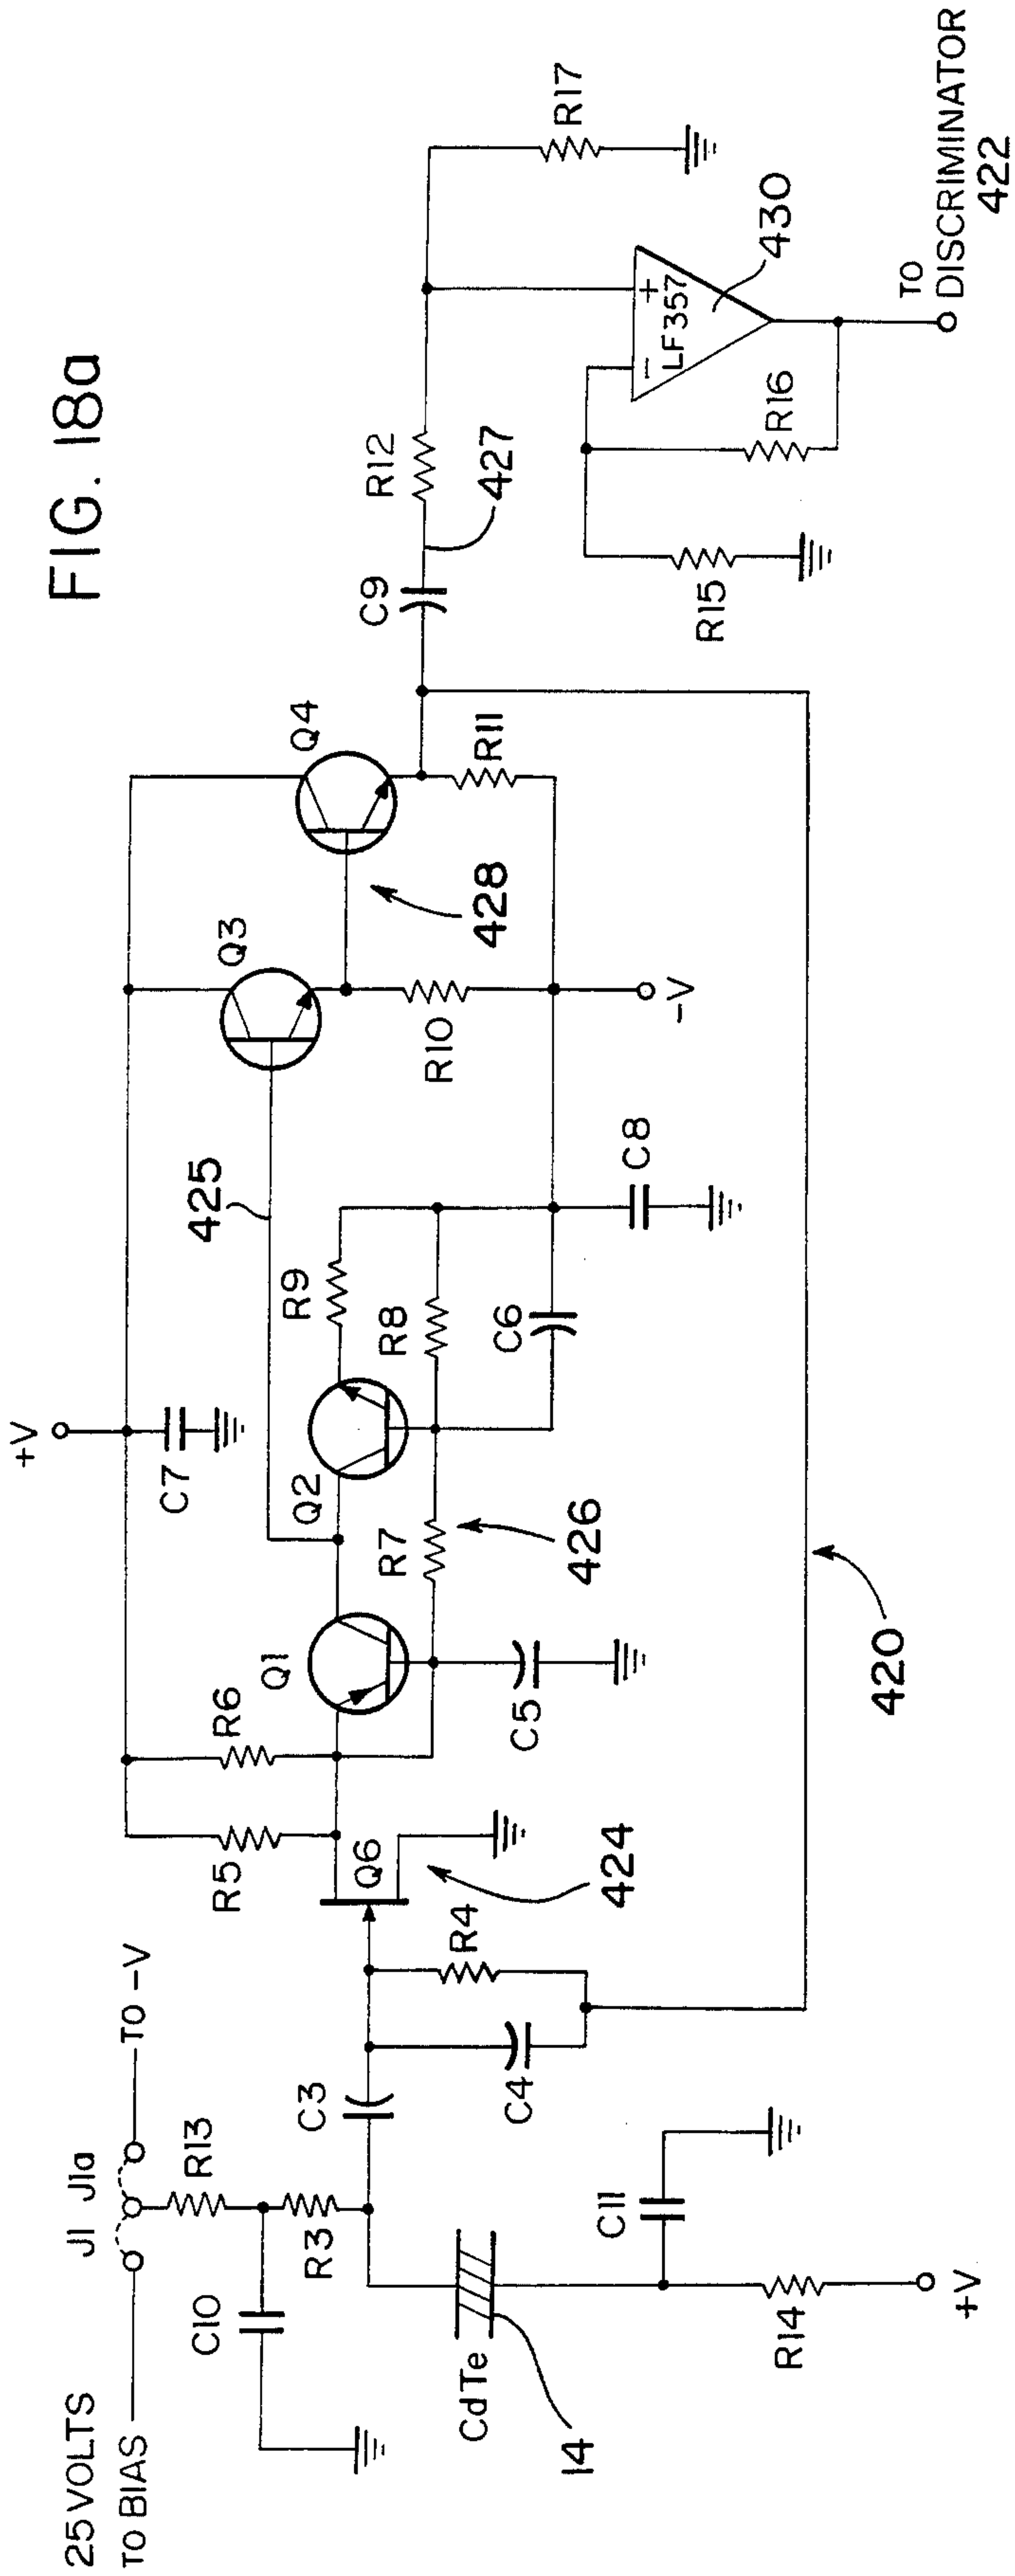 FIG. 18a
25 VOLTS
TO BIAS
J1 J1a
TO -V
R13
C10
R3
C3
CdTe
14
C11
R14
+V
C4
R4
Q6
424
R5
R6
Q1
C5
R7
426
Q2
+V
C7
R9
R8
C6
C8
425
Q3
R10
-V
428
Q4
R11
420
C9
427
R12
R17
R15
R16
-
+
LF357
430
TO
DISCRIMINATOR
422